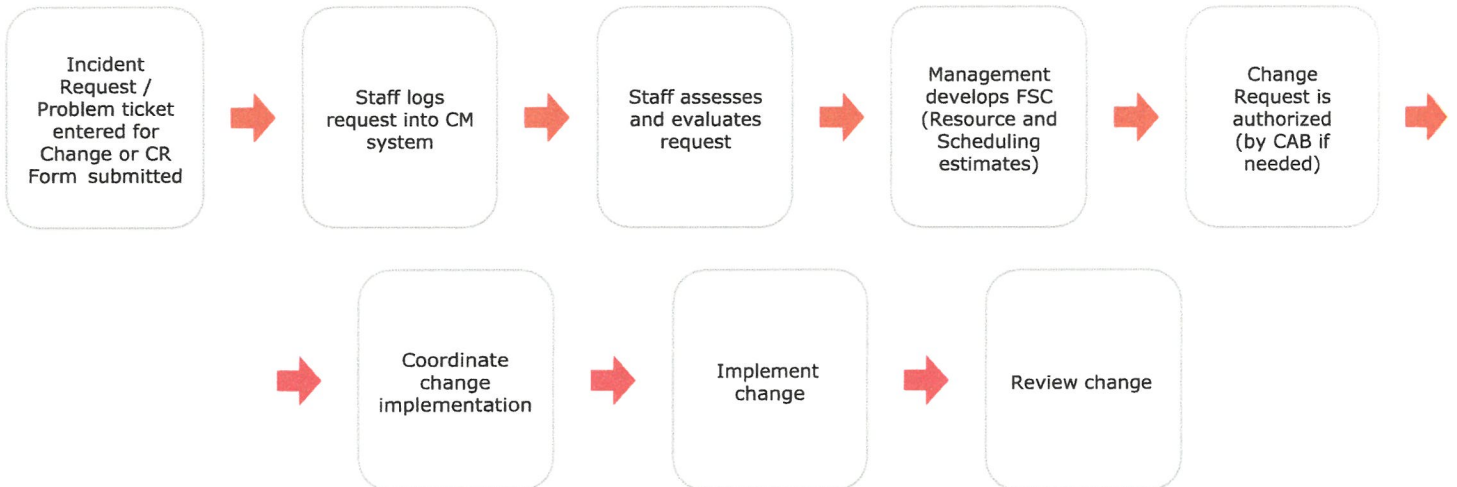 Incident
Request /
Problem ticket
entered for
Change or CR
Form submitted
Staff logs
request into CM
system
Staff assesses
and evaluates
request
Management
develops FSC
(Resource and
Scheduling
estimates)
Change
Request is
authorized
(by CAB if
needed)
Coordinate
change
implementation
Implement
change
Review change